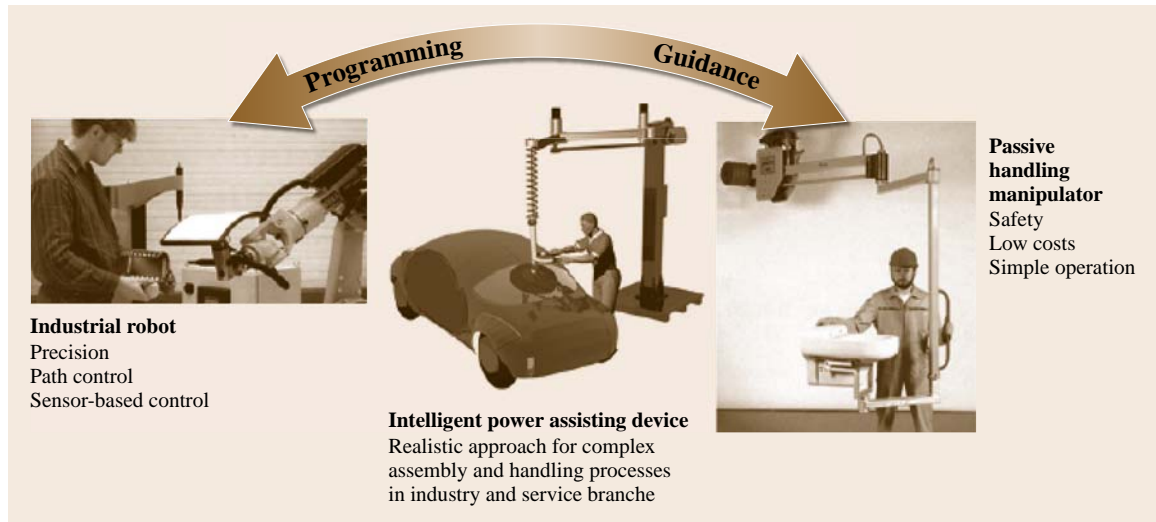 Programming
Guidance
Industrial robot
Precision
Path control
Sensor-based control
Intelligent power assisting device
Realistic approach for complex
assembly and handling processes
in industry and service branche
Passive
handling
manipulator
Safety
Low costs
Simple operation